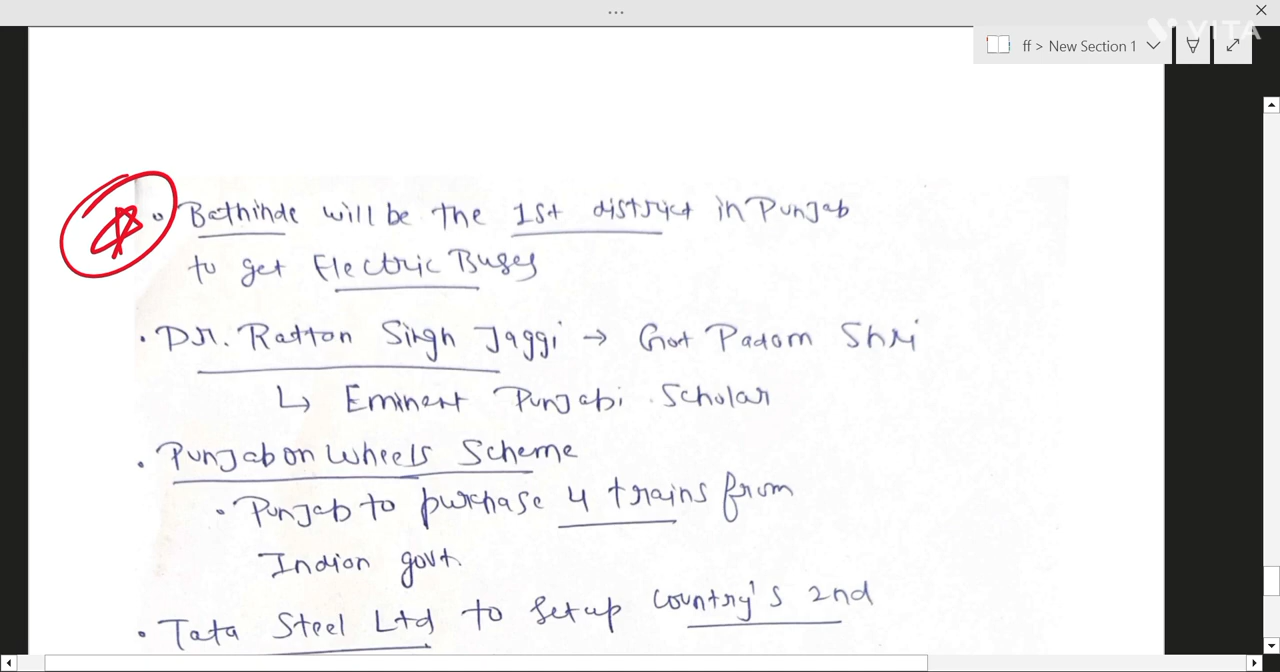 VITA
ff > New Section 1
• Bathinda will be the 1st district in Punjab
to get Electric Buses
• Dr. Rattan Singh Jaggi → Got Padam Shri
↳ Eminent Punjabi Scholar
• Punjab on Wheels Scheme
• Punjab to purchase 4 trains from
Indian govt.
• Tata Steel Ltd to setup country's 2nd